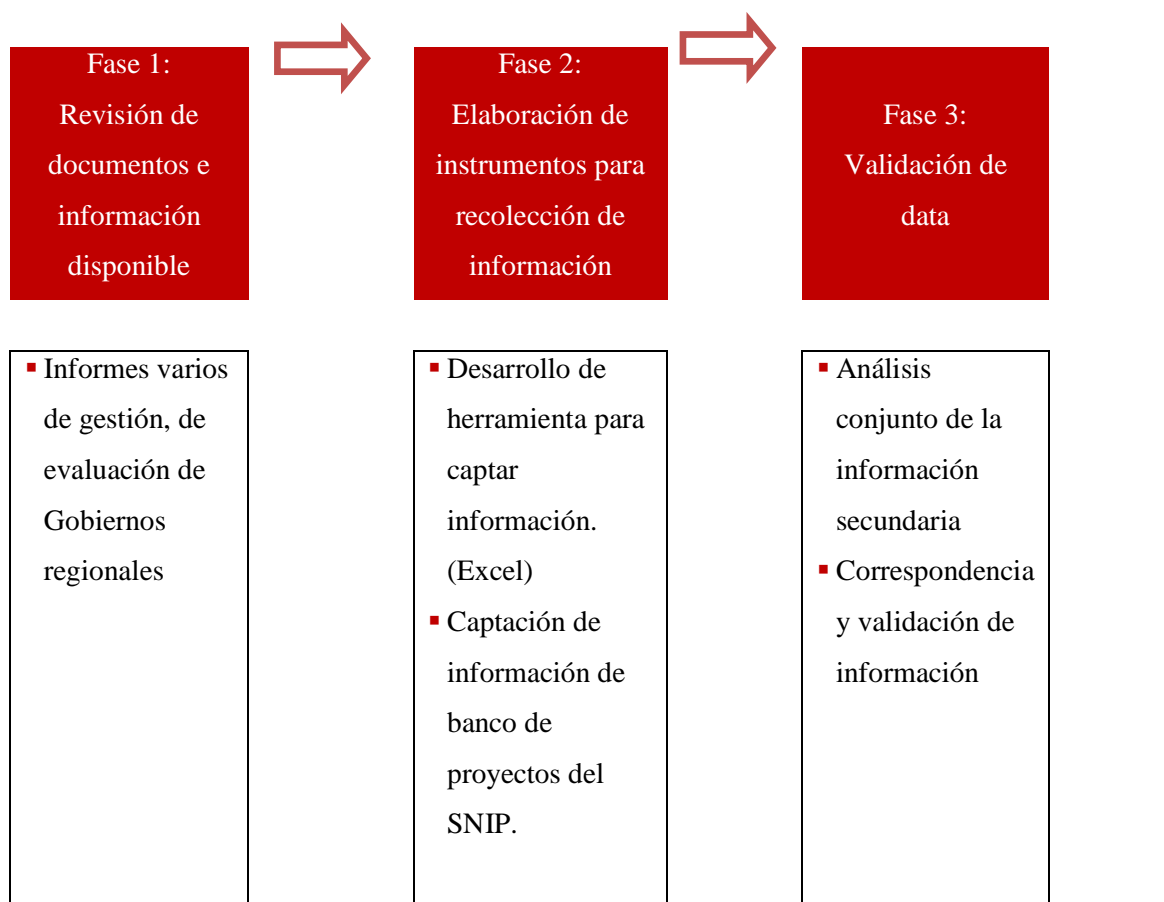 Fase 1:
Revisión de
documentos e
información
disponible
Fase 2:
Elaboración de
instrumentos para
recolección de
información
Fase 3:
Validación de
data
▪ Informes varios
de gestión, de
evaluación de
Gobiernos
regionales
▪ Desarrollo de
herramienta para
captar
información.
(Excel)
▪ Captación de
información de
banco de
proyectos del
SNIP.
▪ Análisis
conjunto de la
información
secundaria
▪ Correspondencia
y validación de
información